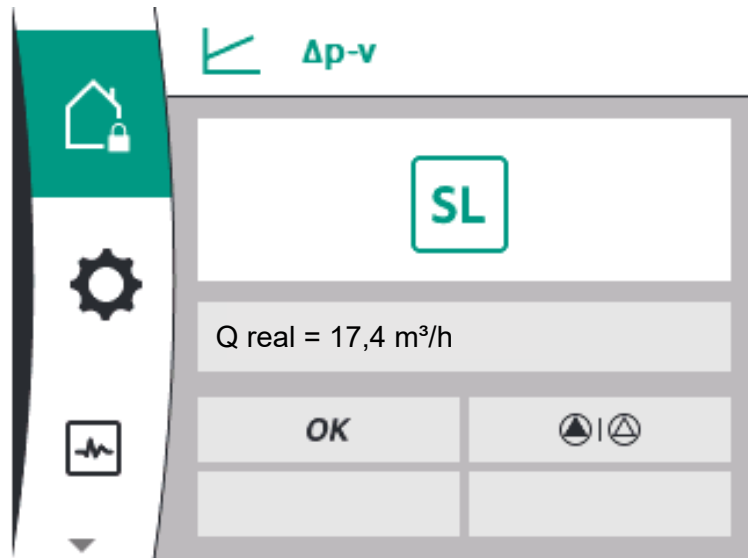 Δp-v
SL
Q real = 17,4 m³/h
OK